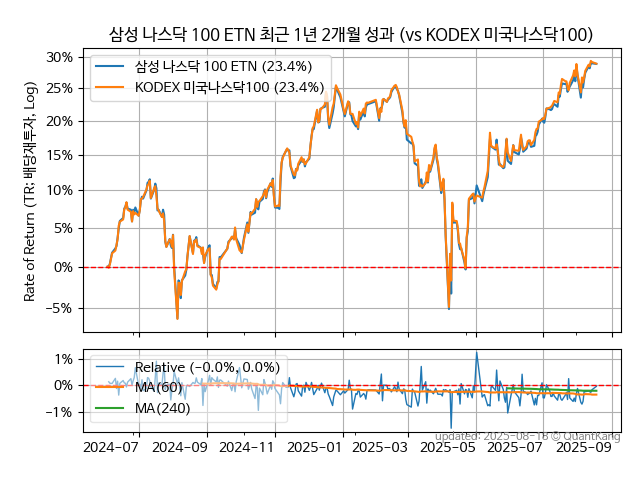 삼성 나스닥 100 ETN 최근 1년 2개월 성과 (vs KODEX 미국나스닥100)
Rate of Return (TR: 배당재투자, Log)
30%
25%
20%
15%
10%
5%
0%
−5%
삼성 나스닥 100 ETN (23.4%)
KODEX 미국나스닥100 (23.4%)
1%
0%
−1%
Relative (−0.0%, 0.0%)
MA(60)
MA(240)
updated: 2025-08-18 © QuantKang
2024-07 2024-09 2024-11 2025-01 2025-03 2025-05 2025-07 2025-09